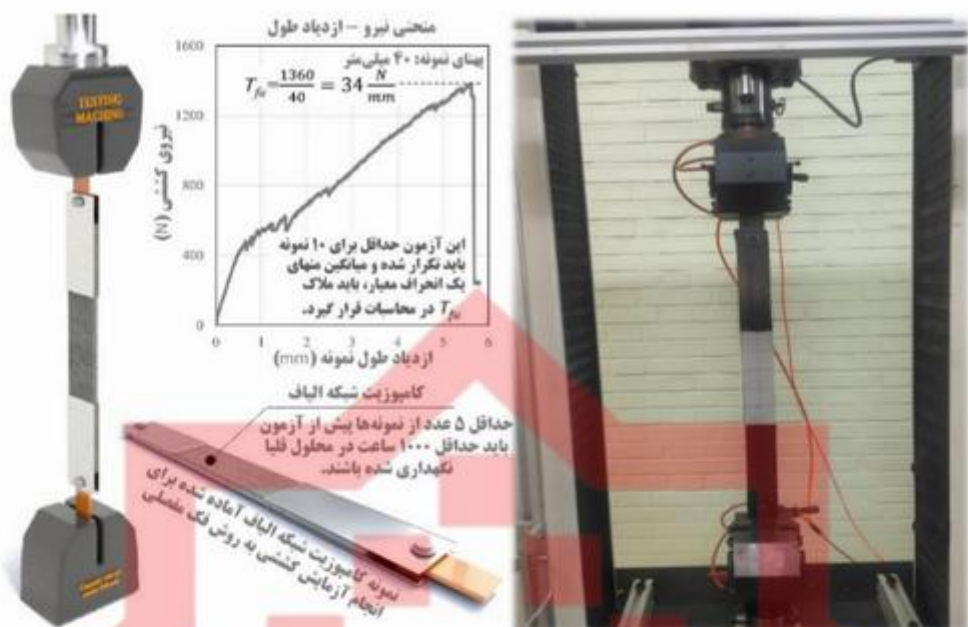 منحنی نیرو – ازدیاد طول
پهنای نمونه: ۴۰ میلی‌متر
T_fu=1360/40 = 34 N/mm
TESTING
MACHING
1600
1200
800
400
0
نیروی کششی (N)
این آزمون حداقل برای ۱۰ نمونه
باید تکرار شده و میانگین منهای
یک انحراف معیار، باید ملاک
T_fu در محاسبات قرار گیرد.
0 1 2 3 4 5 6
ازدیاد طول نمونه (mm)
کامپوزیت شبکه الیاف
حداقل ۵ عدد از نمونه‌ها پیش از آزمون
باید حداقل ۱۰۰۰ ساعت در محلول قلیا
نگهداری شده باشند.
نمونه کامپوزیت شبکه الیاف آماده شده برای
انجام آزمایش کششی به روش فک مفصلی